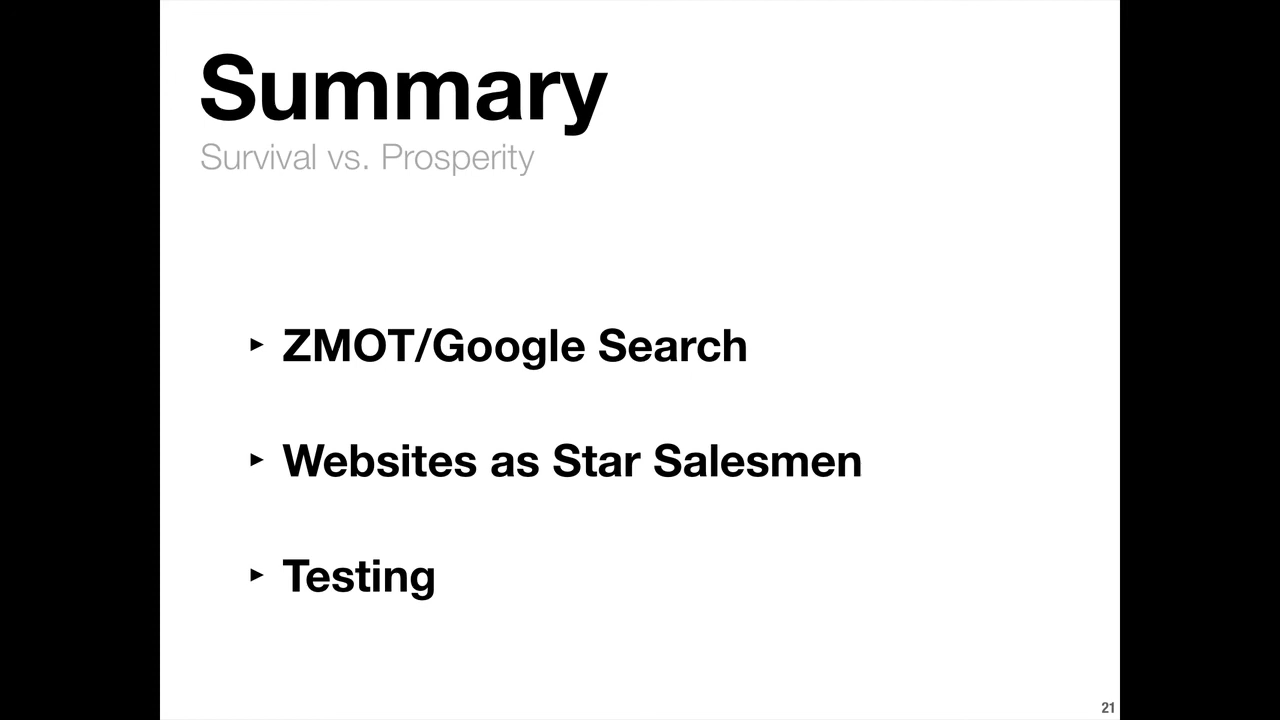 Summary
Survival vs. Prosperity
‣ ZMOT/Google Search
‣ Websites as Star Salesmen
‣ Testing
21